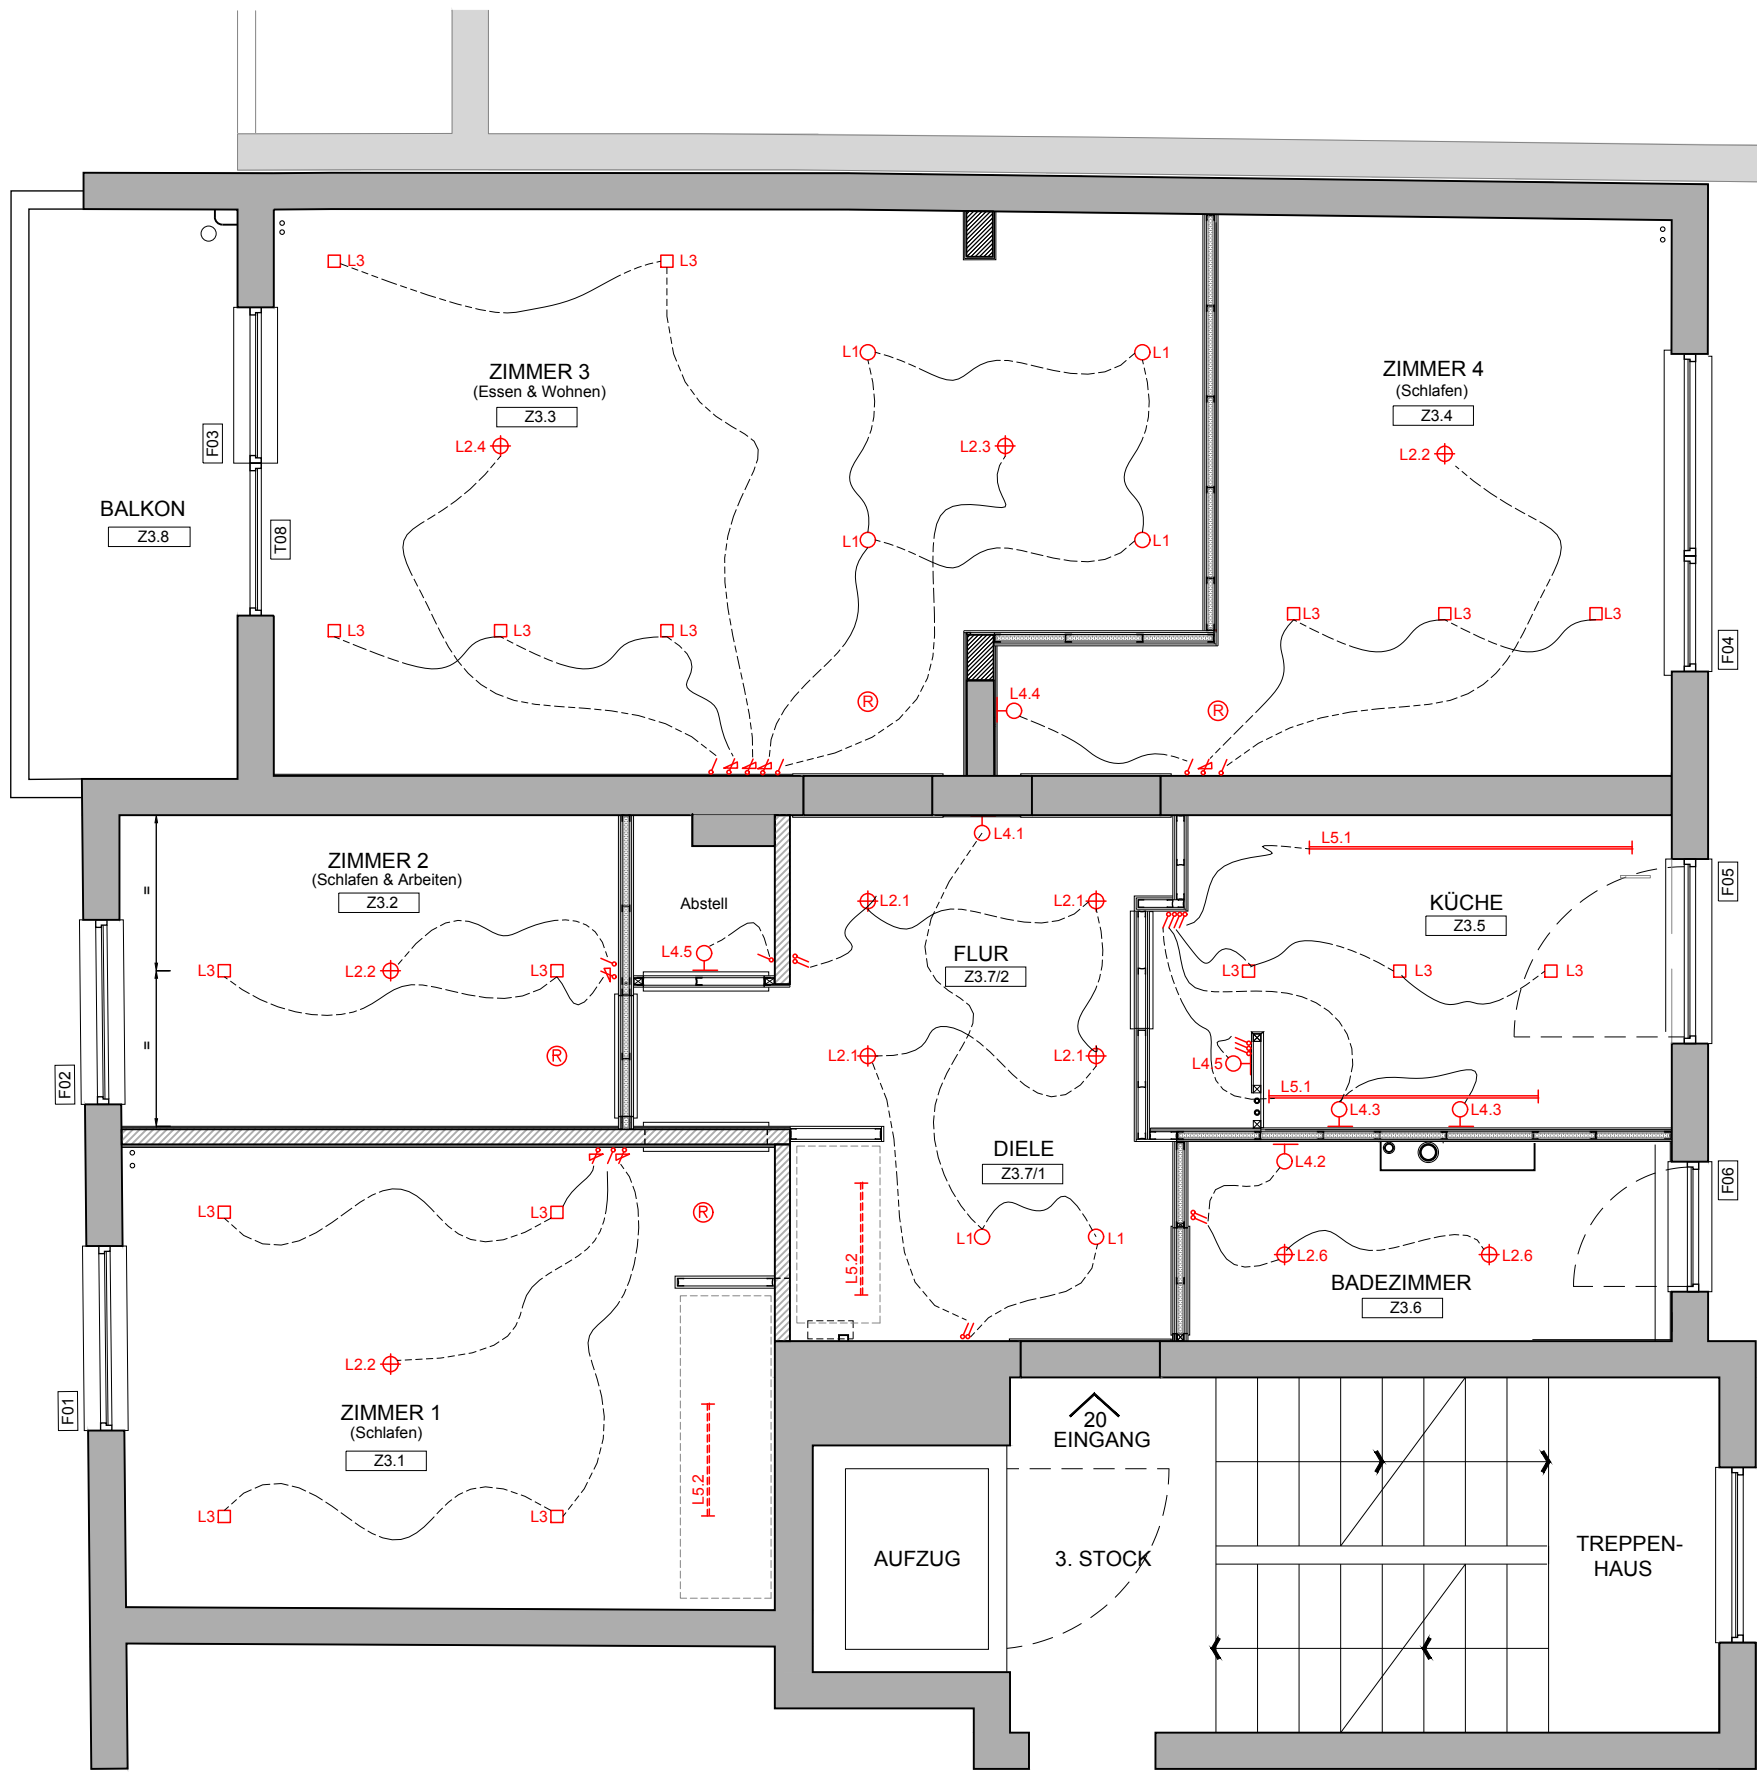 L3
L3
L1
L1
ZIMMER 3
(Essen & Wohnen)
Z3.3
ZIMMER 4
(Schlafen)
Z3.4
F03
L2.4
L2.3
L2.2
BALKON
Z3.8
T08
L1
L1
L3
L3
L3
L3
L3
L3
F04
R
L4.4
R
L4.1
L5.1
ZIMMER 2
(Schlafen & Arbeiten)
Z3.2
=
Abstell
L2.1
L2.1
KÜCHE
Z3.5
F05
L4.5
FLUR
Z3.7/2
L3
L2.2
L3
L3
L3
L3
=
R
L2.1
L2.1
L4.5
F02
L5.1
L4.3
L4.3
DIELE
Z3.7/1
L4.2
F06
L3
L3
R
L5.2
L1
L1
L2.6
L2.6
BADEZIMMER
Z3.6
L2.2
F01
ZIMMER 1
(Schlafen)
Z3.1
20
EINGANG
L5.2
L3
L3
AUFZUG
3. STOCK
TREPPEN-
HAUS